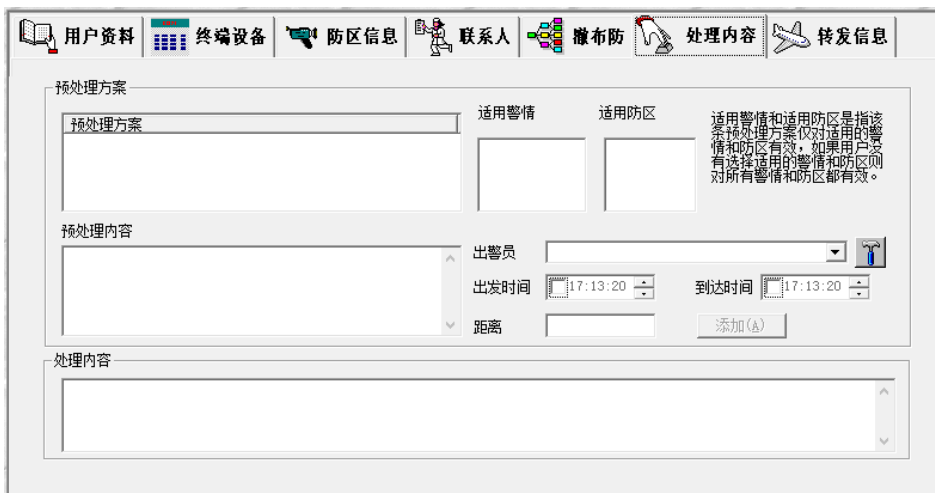 用户资料 终端设备 防区信息 联系人 撤布防 处理内容 转发信息
预处理方案
预处理方案
适用警情
适用防区
适用警情和适用防区是指该
条预处理方案仅对适用的警
情和防区有效，如果用户没
有选择适用的警情和防区则
对所有警情和防区都有效。
预处理内容
出警员
出发时间 17:13:20 到达时间 17:13:20
距离 添加(A)
处理内容